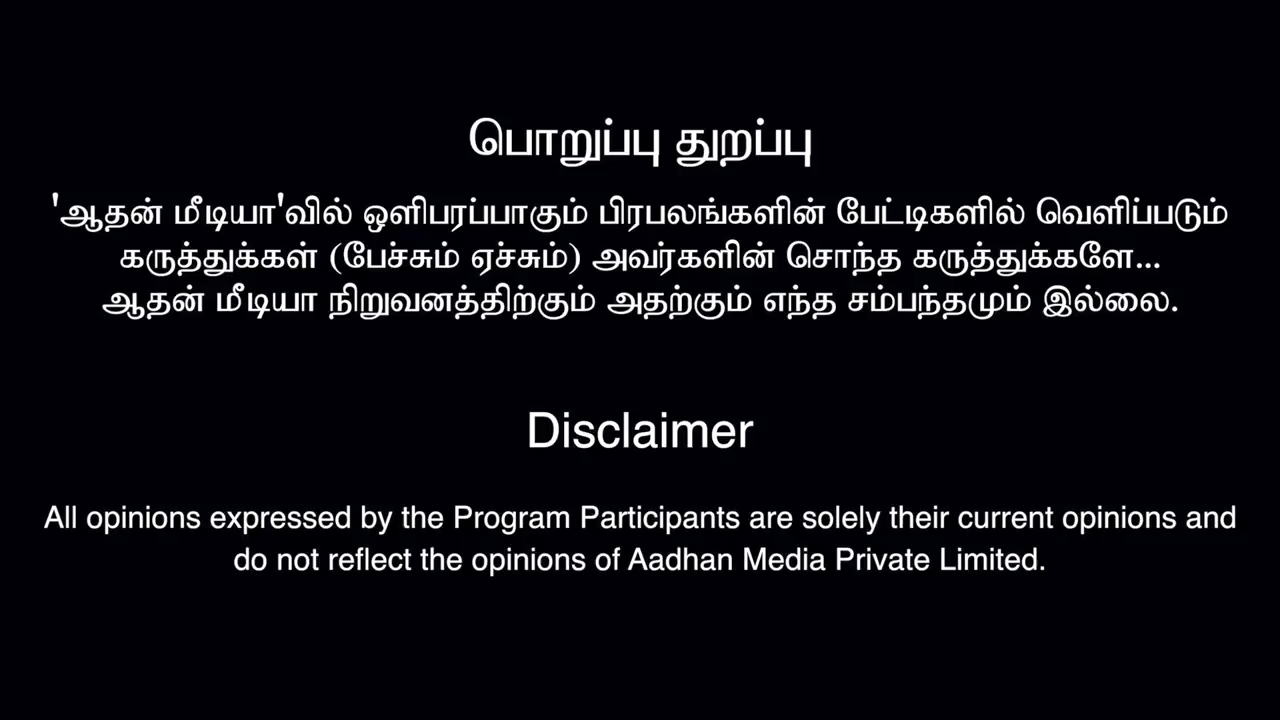 பொறுப்பு துறப்பு
'ஆதன் மீடியா'வில் ஒளிபரப்பாகும் பிரபலங்களின் பேட்டிகளில் வெளிப்படும்
கருத்துக்கள் (பேச்சும் ஏச்சும்) அவர்களின் சொந்த கருத்துக்களே...
ஆதன் மீடியா நிறுவனத்திற்கும் அதற்கும் எந்த சம்பந்தமும் இல்லை.
Disclaimer
All opinions expressed by the Program Participants are solely their current opinions and
do not reflect the opinions of Aadhan Media Private Limited.